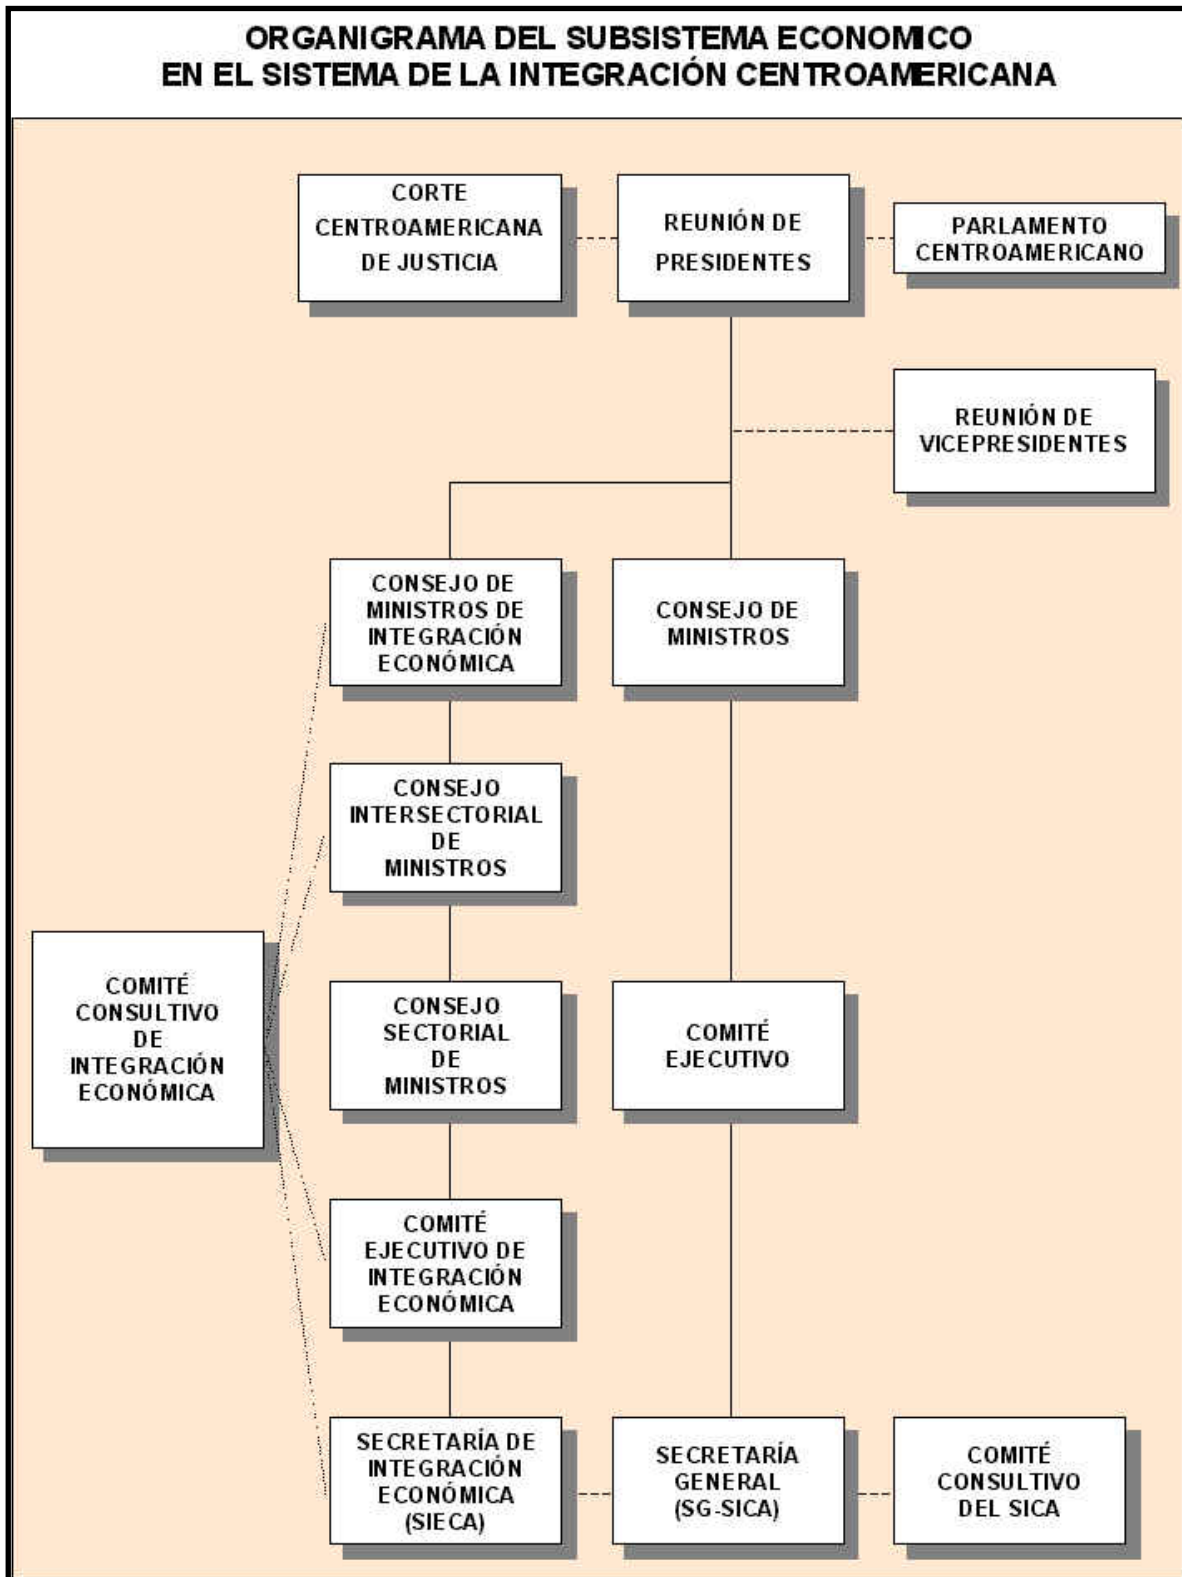 ORGANIGRAMA DEL SUBSISTEMA ECONOMICO
EN EL SISTEMA DE LA INTEGRACIÓN CENTROAMERICANA
CORTE
CENTROAMERICANA
DE JUSTICIA
REUNIÓN DE
PRESIDENTES
PARLAMENTO
CENTROAMERICANO
REUNIÓN DE
VICEPRESIDENTES
CONSEJO DE
MINISTROS DE
INTEGRACIÓN
ECONÓMICA
CONSEJO DE
MINISTROS
CONSEJO
INTERSECTORIAL
DE
MINISTROS
COMITÉ
CONSULTIVO
DE
INTEGRACIÓN
ECONÓMICA
CONSEJO
SECTORIAL
DE
MINISTROS
COMITÉ
EJECUTIVO
COMITÉ
EJECUTIVO DE
INTEGRACIÓN
ECONÓMICA
SECRETARÍA DE
INTEGRACIÓN
ECONÓMICA
(SIECA)
SECRETARÍA
GENERAL
(SG-SICA)
COMITÉ
CONSULTIVO
DEL SICA